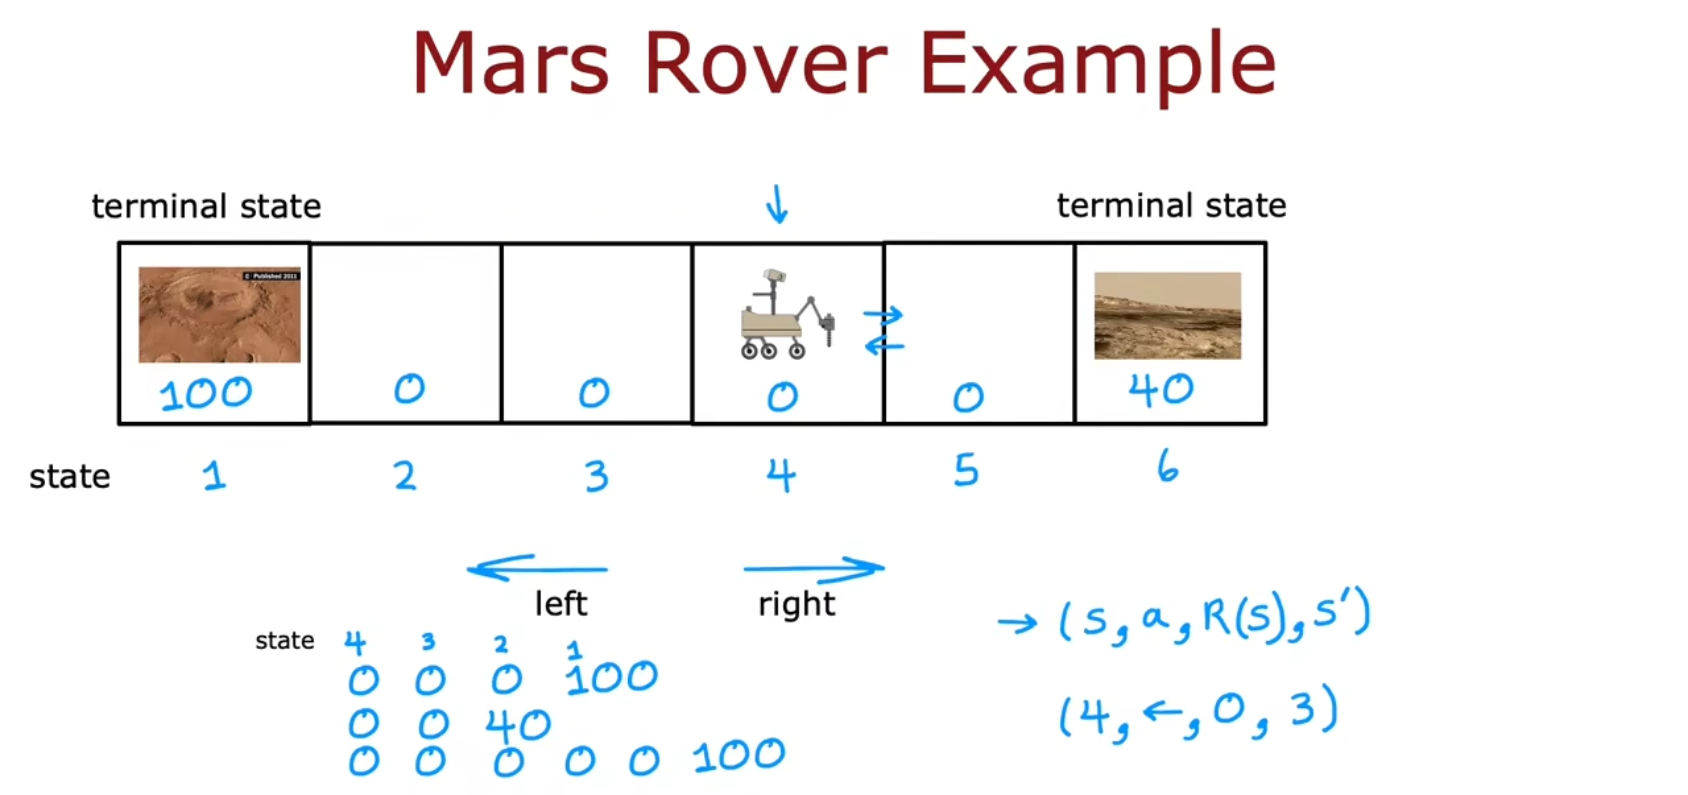 Mars Rover Example
terminal state terminal state
© Published 2011
100 0 0 0 0 40
state 1 2 3 4 5 6
left right
→ (s, a, R(s), s')
state 4 3 2 1
0 0 0 100
(4, ←, 0, 3)
0 0 40
0 0 0 0 0 100